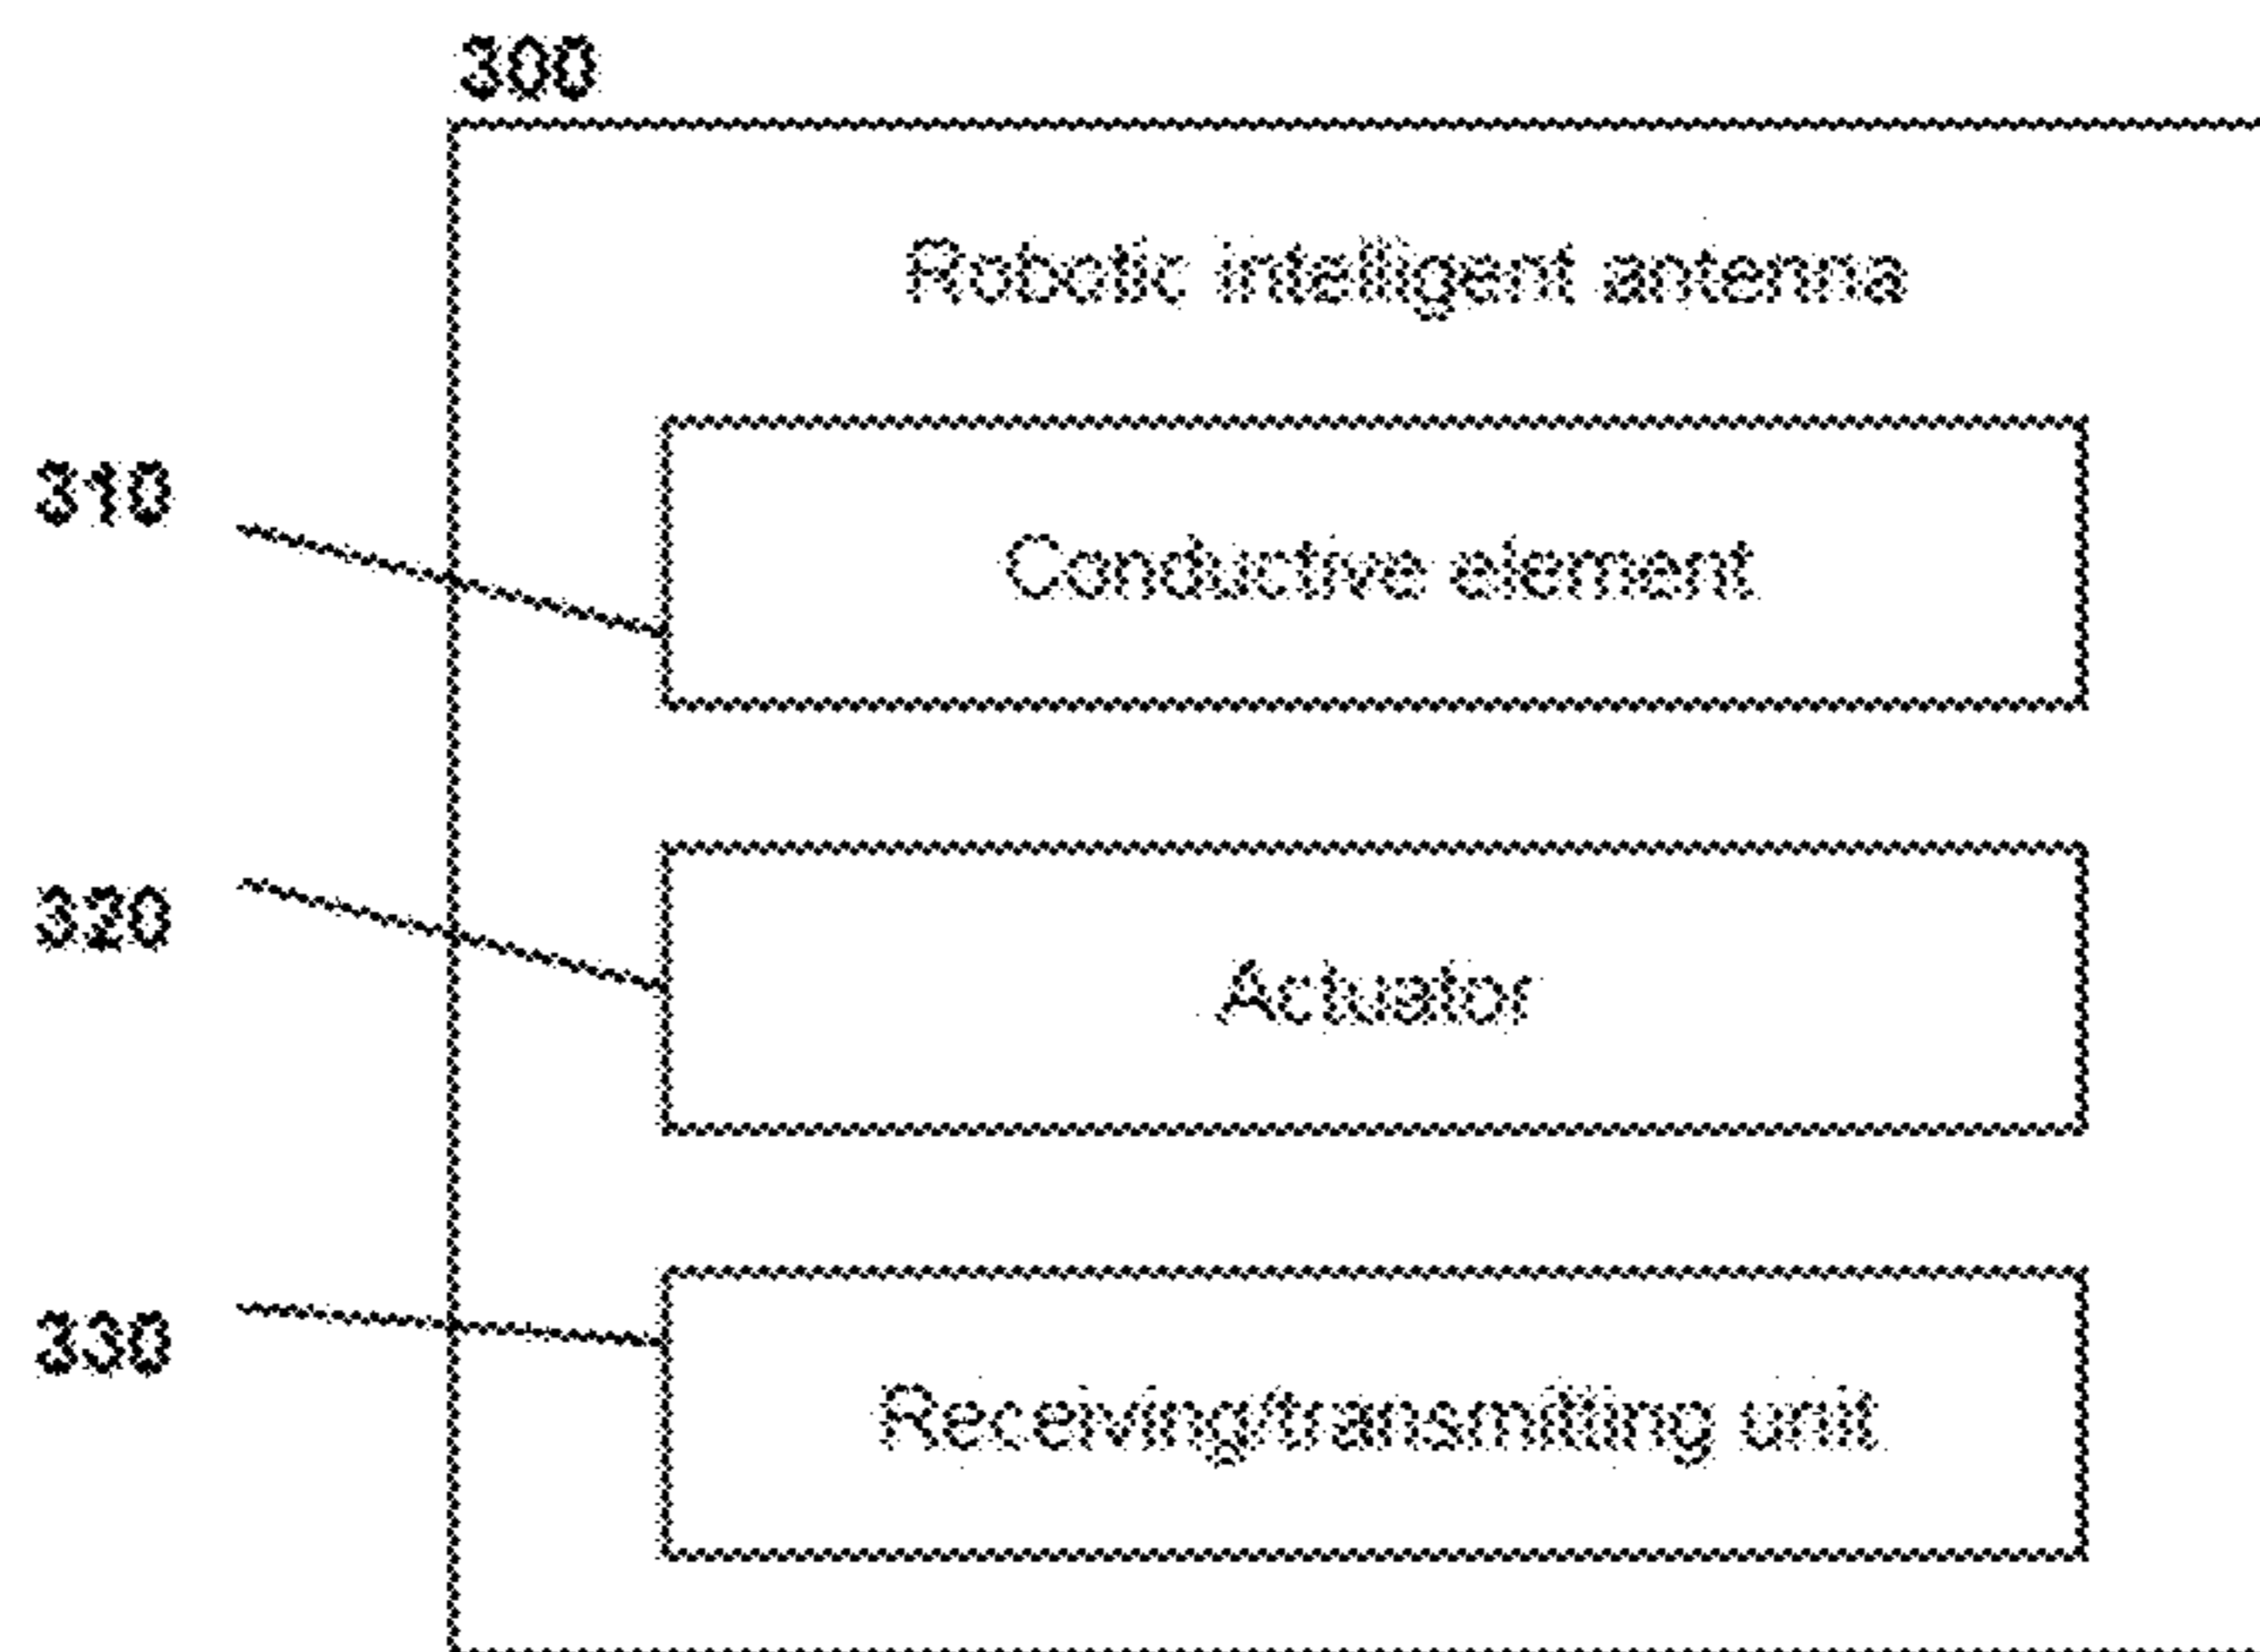 300
Robotic intelligent antenna
310
Conductive element
320
Actuator
330
Receiving/transmitting unit